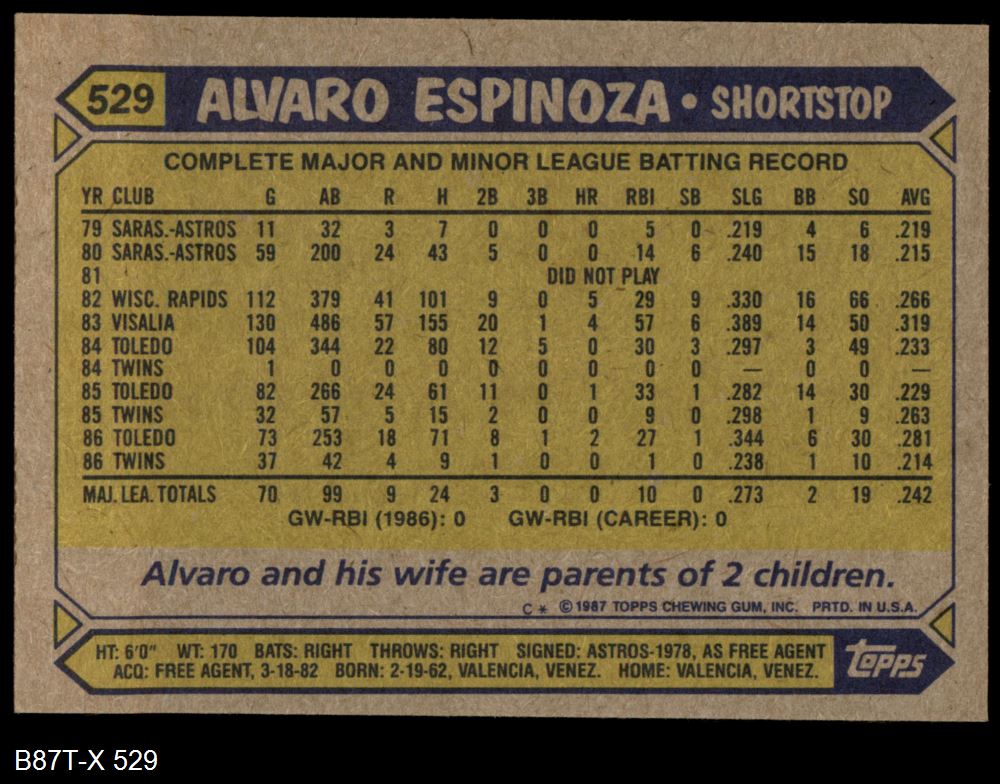 529 ALVARO ESPINOZA • SHORTSTOP
COMPLETE MAJOR AND MINOR LEAGUE BATTING RECORD
YR CLUB G AB R H 2B 3B HR RBI SB SLG BB SO AVG
79 SARAS.-ASTROS 11 32 3 7 0 0 0 5 0 .219 4 6 .219
80 SARAS.-ASTROS 59 200 24 43 5 0 0 14 6 .240 15 18 .215
81 DID NOT PLAY
82 WISC. RAPIDS 112 379 41 101 9 0 5 29 9 .330 16 66 .266
83 VISALIA 130 486 57 155 20 1 4 57 6 .389 14 50 .319
84 TOLEDO 104 344 22 80 12 5 0 30 3 .297 3 49 .233
84 TWINS 1 0 0 0 0 0 0 0 0 — 0 0 —
85 TOLEDO 82 266 24 61 11 0 1 33 1 .282 14 30 .229
85 TWINS 32 57 5 15 2 0 0 9 0 .298 1 9 .263
86 TOLEDO 73 253 18 71 8 1 2 27 1 .344 6 30 .281
86 TWINS 37 42 4 9 1 0 0 1 0 .238 1 10 .214
MAJ. LEA. TOTALS 70 99 9 24 3 0 0 10 0 .273 2 19 .242
GW-RBI (1986): 0 GW-RBI (CAREER): 0
Alvaro and his wife are parents of 2 children.
C * ©1987 TOPPS CHEWING GUM, INC. PRTD. IN U.S.A.
HT: 6'0" WT: 170 BATS: RIGHT THROWS: RIGHT SIGNED: ASTROS-1978, AS FREE AGENT
ACQ: FREE AGENT, 3-18-82 BORN: 2-19-62, VALENCIA, VENEZ. HOME: VALENCIA, VENEZ.
TOPPS
B87T-X 529